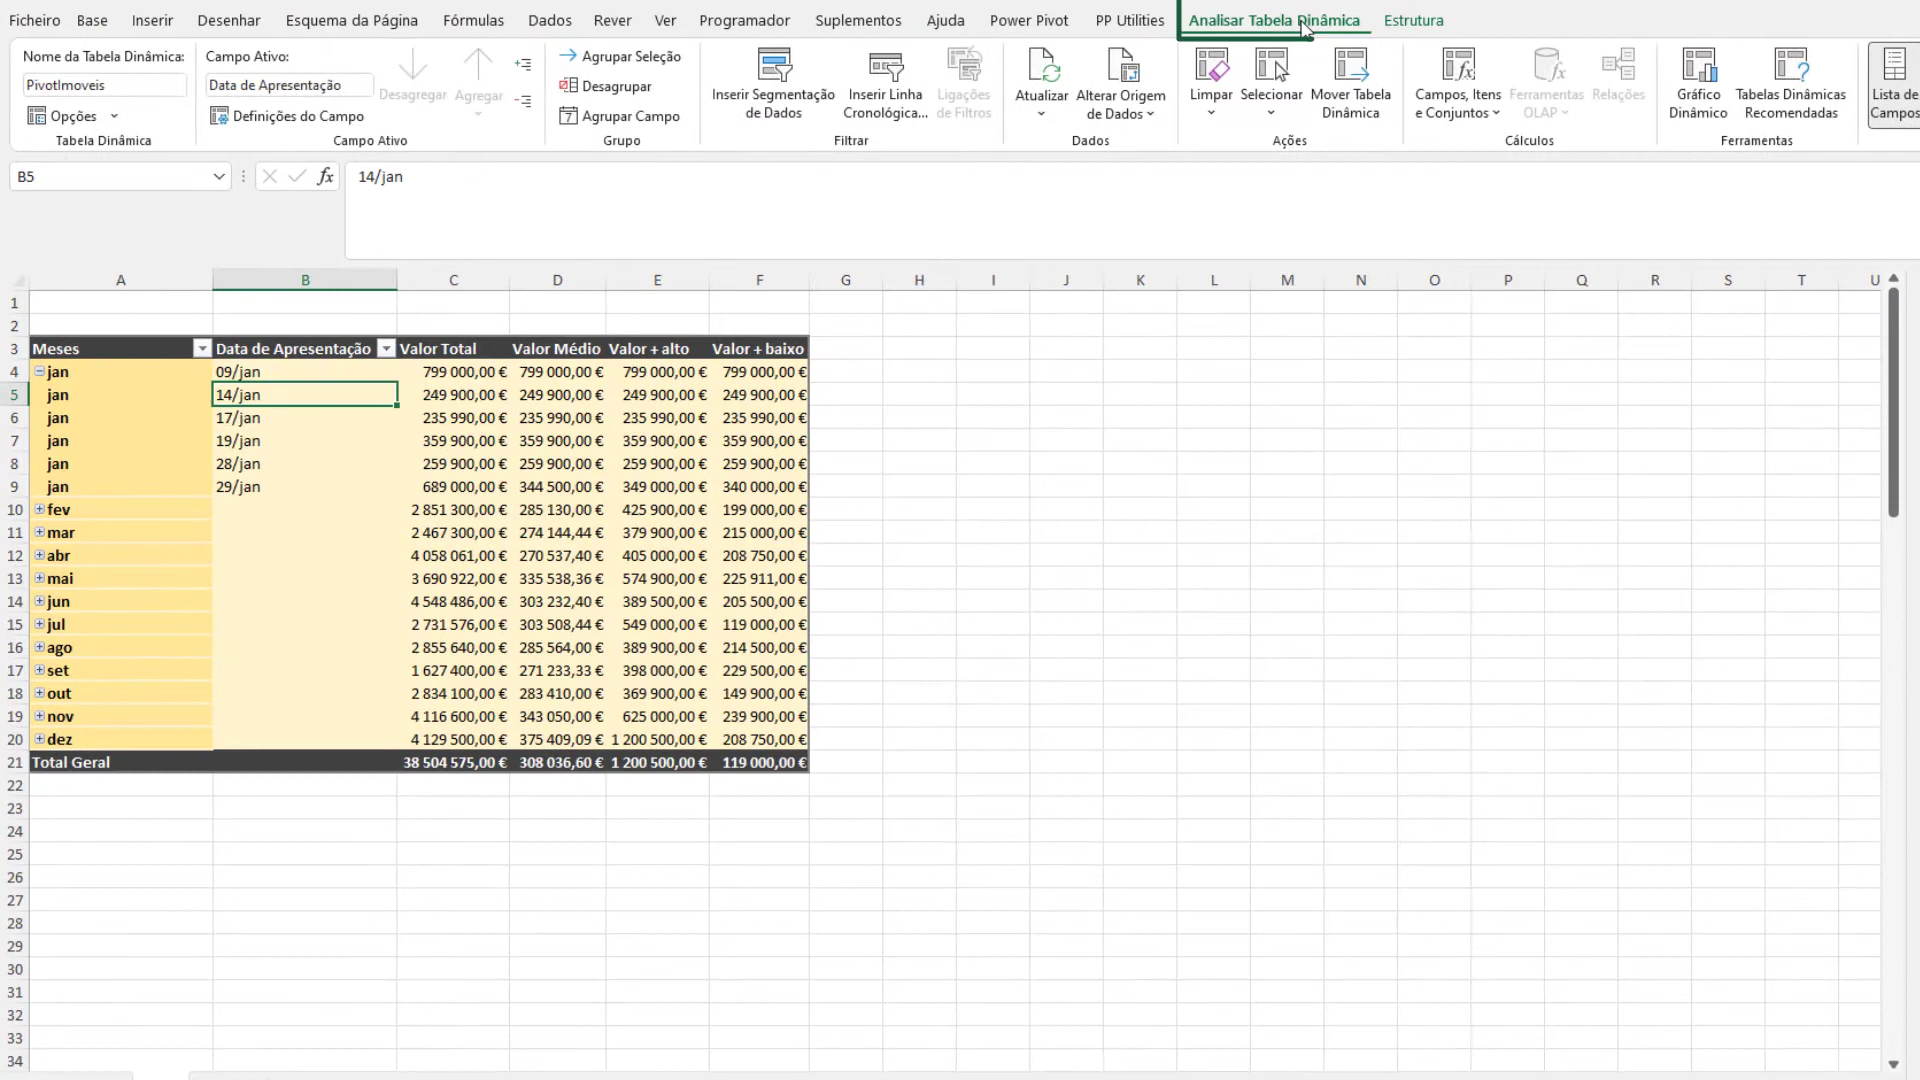 Ficheiro Base Inserir Desenhar Esquema da Página Fórmulas Dados Rever Ver Programador Suplementos Ajuda Power Pivot PP Utilities Analisar Tabela Dinâmica Estrutura
Nome da Tabela Dinâmica:
PivotImoveis
Opções
Tabela Dinâmica
Campo Ativo:
Data de Apresentação
Definições do Campo
Desagregar
Agregar
Campo Ativo
Agrupar Seleção
Desagrupar
Agrupar Campo
Grupo
Inserir Segmentação
de Dados
Inserir Linha
Cronológica...
Ligações
de Filtros
Filtrar
Atualizar
Alterar Origem
de Dados
Dados
Limpar
Selecionar
Mover Tabela
Dinâmica
Ações
Campos, Itens
e Conjuntos
Ferramentas
OLAP
Relações
Cálculos
Gráfico
Dinâmico
Tabelas Dinâmicas
Recomendadas
Ferramentas
Lista de
Campos
B5 fx 14/jan
A B C D E F G H I J K L M N O P Q R S T U
1
2
3 Meses Data de Apresentação Valor Total Valor Médio Valor + alto Valor + baixo
4 jan 09/jan 799 000,00 € 799 000,00 € 799 000,00 € 799 000,00 €
5 jan 14/jan 249 900,00 € 249 900,00 € 249 900,00 € 249 900,00 €
6 jan 17/jan 235 990,00 € 235 990,00 € 235 990,00 € 235 990,00 €
7 jan 19/jan 359 900,00 € 359 900,00 € 359 900,00 € 359 900,00 €
8 jan 28/jan 259 900,00 € 259 900,00 € 259 900,00 € 259 900,00 €
9 jan 29/jan 689 000,00 € 344 500,00 € 349 000,00 € 340 000,00 €
10 fev 2 851 300,00 € 285 130,00 € 425 900,00 € 199 000,00 €
11 mar 2 467 300,00 € 274 144,44 € 379 900,00 € 215 000,00 €
12 abr 4 058 061,00 € 270 537,40 € 405 000,00 € 208 750,00 €
13 mai 3 690 922,00 € 335 538,36 € 574 900,00 € 225 911,00 €
14 jun 4 548 486,00 € 303 232,40 € 389 500,00 € 205 500,00 €
15 jul 2 731 576,00 € 303 508,44 € 549 000,00 € 119 000,00 €
16 ago 2 855 640,00 € 285 564,00 € 389 900,00 € 214 500,00 €
17 set 1 627 400,00 € 271 233,33 € 398 000,00 € 229 500,00 €
18 out 2 834 100,00 € 283 410,00 € 369 900,00 € 149 900,00 €
19 nov 4 116 600,00 € 343 050,00 € 625 000,00 € 239 900,00 €
20 dez 4 129 500,00 € 375 409,09 € 1 200 500,00 € 208 750,00 €
21 Total Geral 38 504 575,00 € 308 036,60 € 1 200 500,00 € 119 000,00 €
22
23
24
25
26
27
28
29
30
31
32
33
34